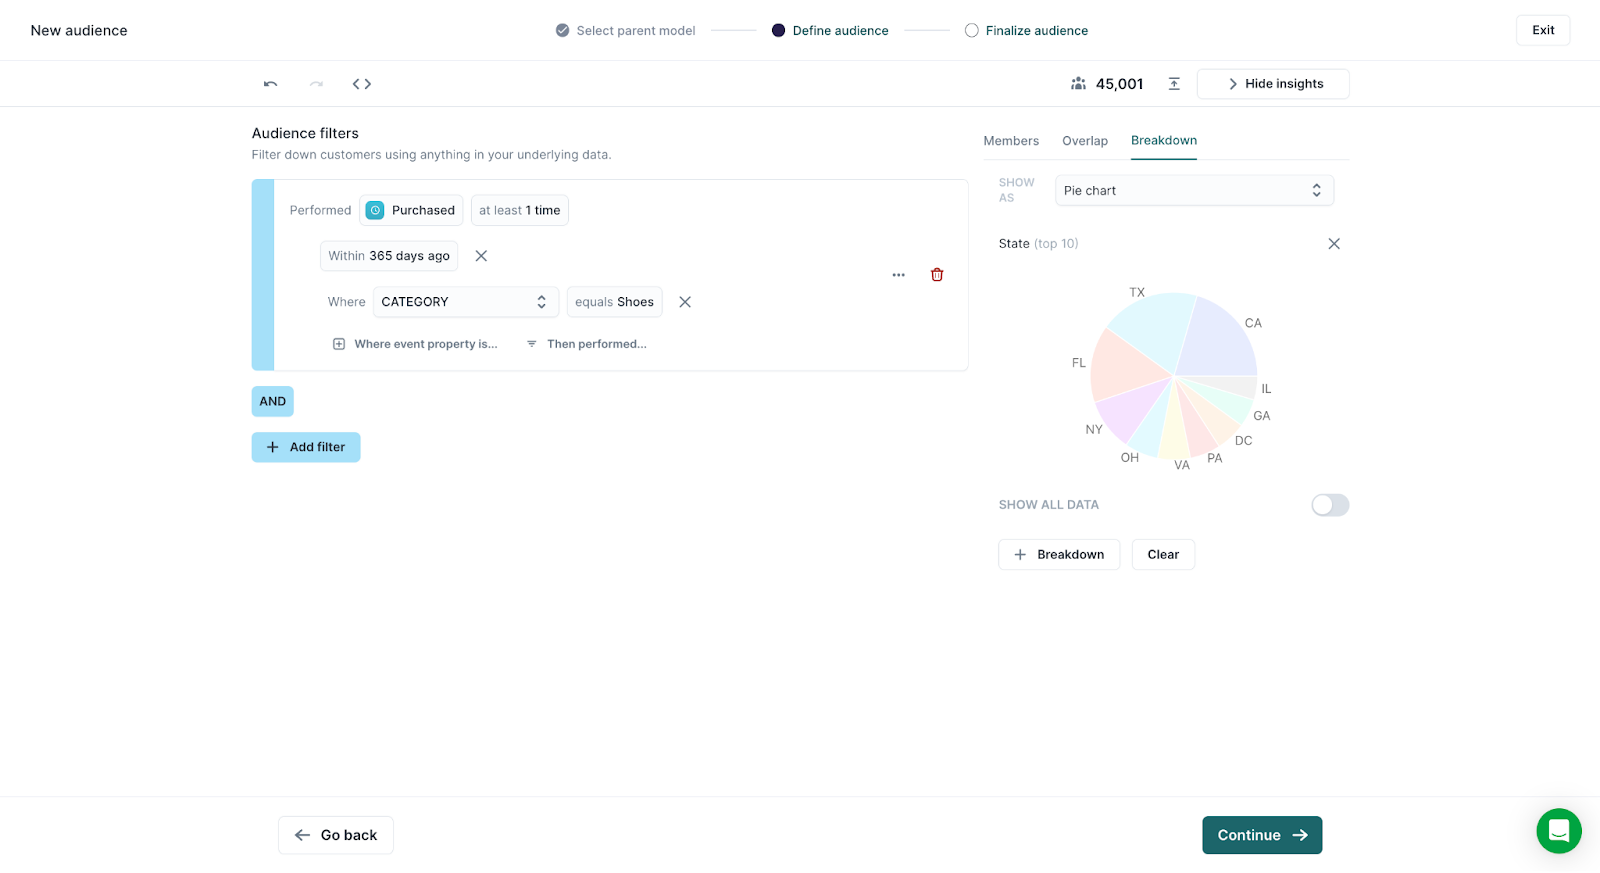 New audience
Select parent model
Define audience
Finalize audience
Exit
45,001
Hide insights
Audience filters
Filter down customers using anything in your underlying data.
Performed Purchased at least 1 time
Within 365 days ago
Where CATEGORY equals Shoes
Where event property is... Then performed...
AND
Add filter
Members Overlap Breakdown
SHOW AS
Pie chart
State (top 10)
TX
CA
FL
IL
GA
NY
DC
OH
PA
VA
SHOW ALL DATA
Breakdown
Clear
Go back
Continue